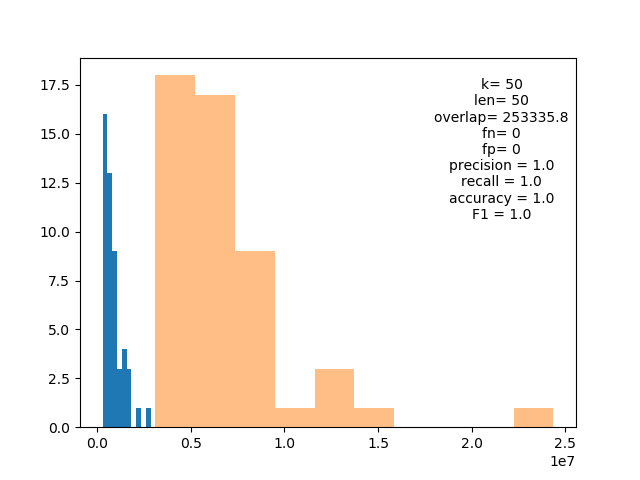 17.5
15.0
12.5
10.0
7.5
5.0
2.5
0.0
k= 50
len= 50
overlap= 253335.8
fn= 0
fp= 0
precision = 1.0
recall = 1.0
accuracy = 1.0
F1 = 1.0
0.0 0.5 1.0 1.5 2.0 2.5
1e7